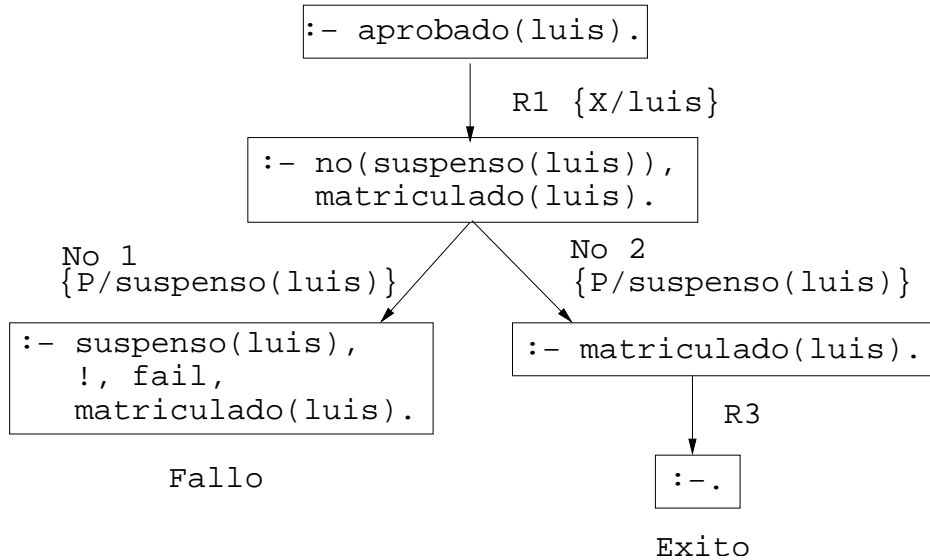 :- aprobado(luis).
R1 {X/luis}
:- no(suspenso(luis)),
matriculado(luis).
No 1
{P/suspenso(luis)}
No 2
{P/suspenso(luis)}
:- suspenso(luis),
!, fail,
matriculado(luis).
:- matriculado(luis).
R3
Fallo
:-.
Exito